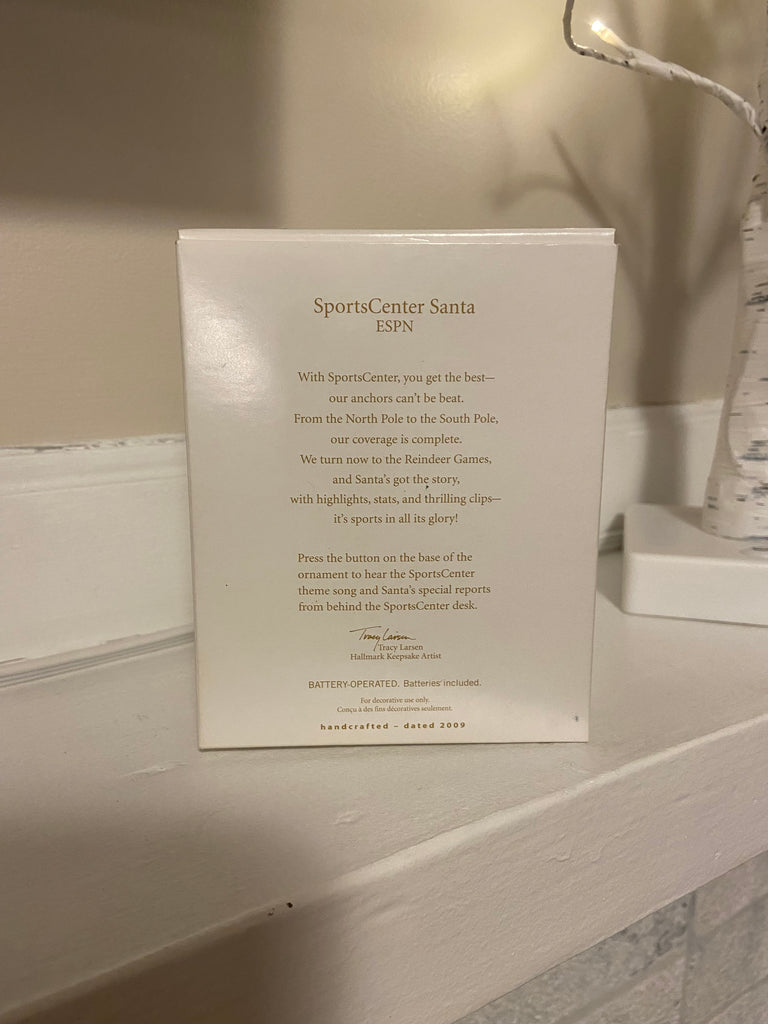 SportsCenter Santa
ESPN
With SportsCenter, you get the best—
our anchors can't be beat.
From the North Pole to the South Pole,
our coverage is complete.
We turn now to the Reindeer Games,
and Santa's got the story,
with highlights, stats, and thrilling clips—
it's sports in all its glory!
Press the button on the base of the
ornament to hear the SportsCenter
theme song and Santa's special reports
from behind the SportsCenter desk.
Tracy Larsen
Tracy Larsen
Hallmark Keepsake Artist
BATTERY-OPERATED. Batteries included.
For decorative use only.
Conçu à des fins décoratives seulement.
handcrafted – dated 2009